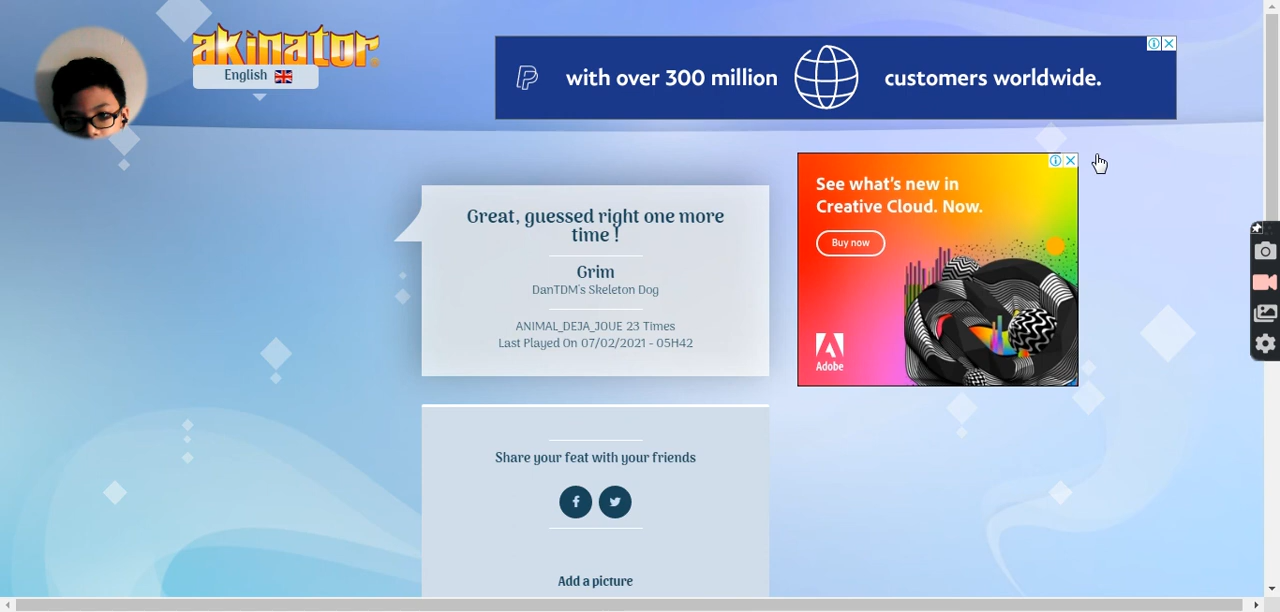 akinator.
English
with over 300 million
customers worldwide.
See what's new in
Creative Cloud. Now.
Buy now
Adobe
Great, guessed right one more
time !
Grim
DanTDM's Skeleton Dog
ANIMAL_DEJA_JOUE 23 Times
Last Played On 07/02/2021 - 05H42
Share your feat with your friends
Add a picture